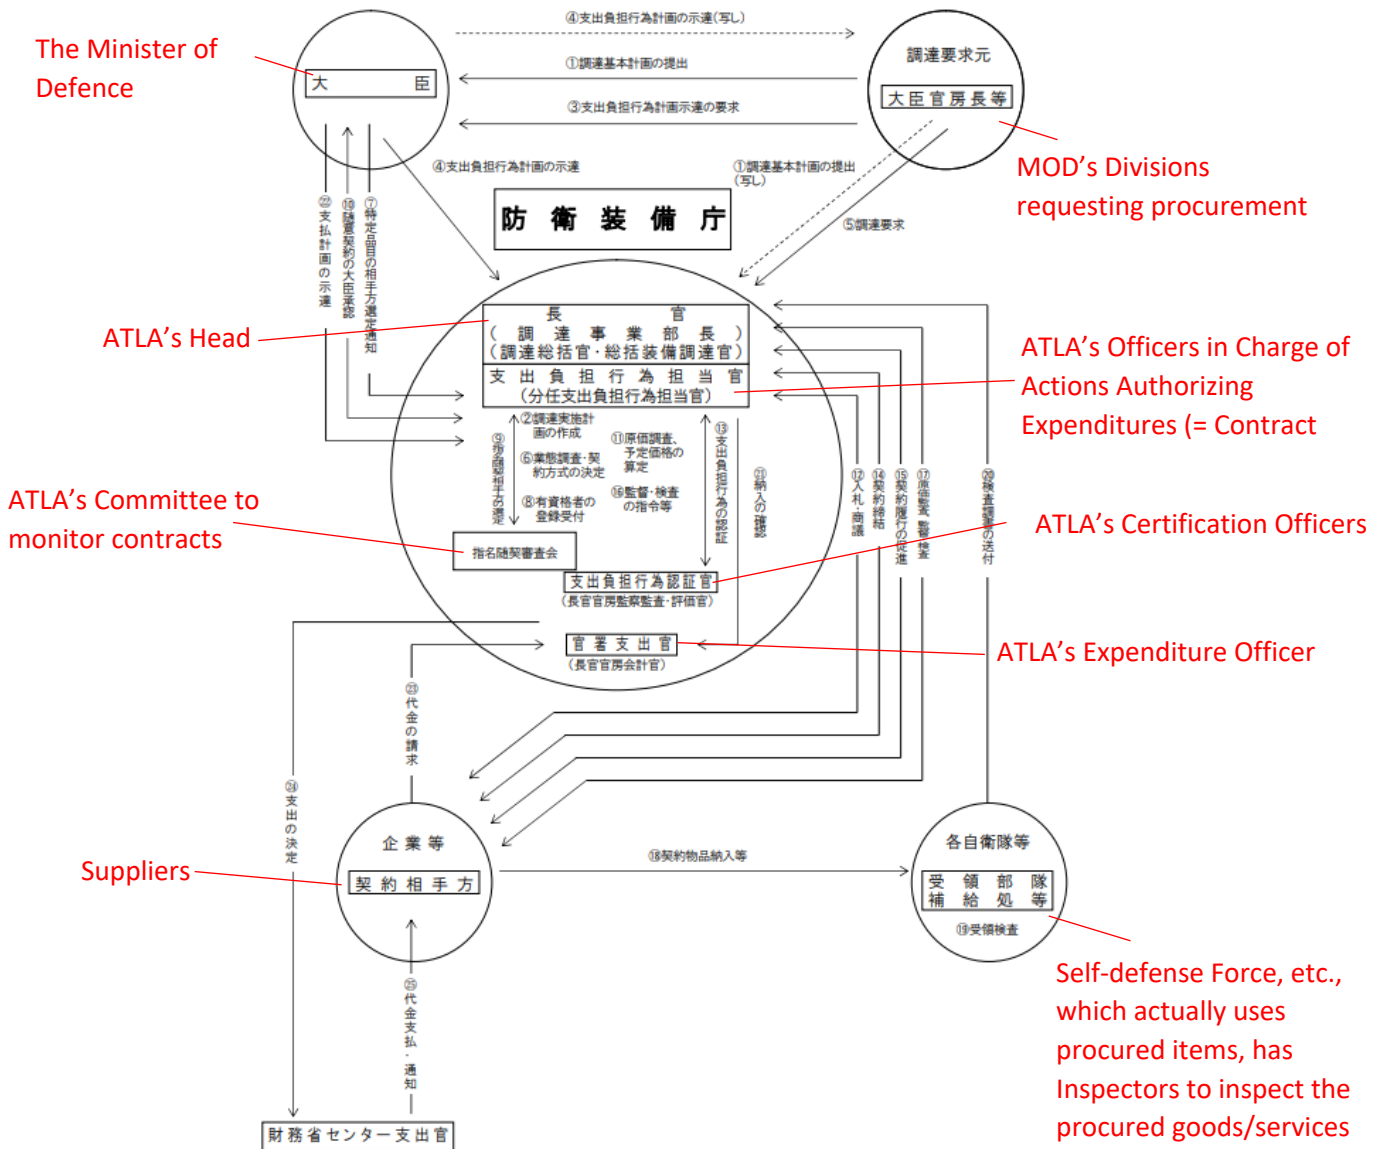 ④支出負担行為計画の示達(写し)
The Minister of
Defence
大 臣
①調達基本計画の提出
③支出負担行為計画示達の要求
調達要求元
大臣官房長等
MOD’s Divisions
requesting procurement
④支出負担行為計画の示達
①調達基本計画の提出
(写し)
⑤調達要求
防衛装備庁
㉒支払計画の示達
⑩随意契約の大臣承認
⑦特定品目の相手方選定通知
ATLA’s Head
長 官
(調達事業部長)
(調達総括官・総括装備調達官)
支出負担行為担当官
(分任支出負担行為担当官)
ATLA’s Officers in Charge of
Actions Authorizing
Expenditures (= Contract
②調達実施計
画の作成
⑥業態調査・契
約方式の決定
⑧有資格者の
登録受付
⑨指名随契相手方の選定
⑪原価調査、
予定価格の
算定
⑯監督・検査
の指令等
⑬支出負担行為の認証
㉑納入の確認
⑫入札・商議
⑭契約締結
⑮契約履行の促進
⑰原価監査、監督・検査
⑳検査調書の送付
ATLA’s Committee to
monitor contracts
指名随契審査会
支出負担行為認証官
(長官官房監察監査・評価官)
ATLA’s Certification Officers
官署支出官
(長官官房会計官)
ATLA’s Expenditure Officer
㉓代金の請求
㉔支出の決定
Suppliers
企業等
契約相手方
⑱契約物品納入等
各自衛隊等
受領部隊
補給処等
⑲受領検査
Self-defense Force, etc.,
which actually uses
procured items, has
Inspectors to inspect the
procured goods/services
㉕代金支払・通知
財務省センター支出官